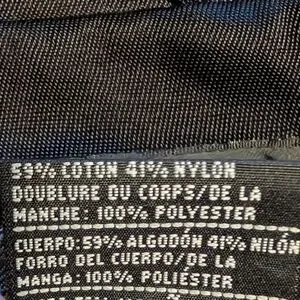 59% COTON 41% NYLON
DOUBLURE DU CORPS/DE LA
MANCHE: 100% POLYESTER
CUERPO:59% ALGODÓN 41% NILÓN
FORRO DEL CUERPO/DE LA
MANGA: 100% POLIÉSTER